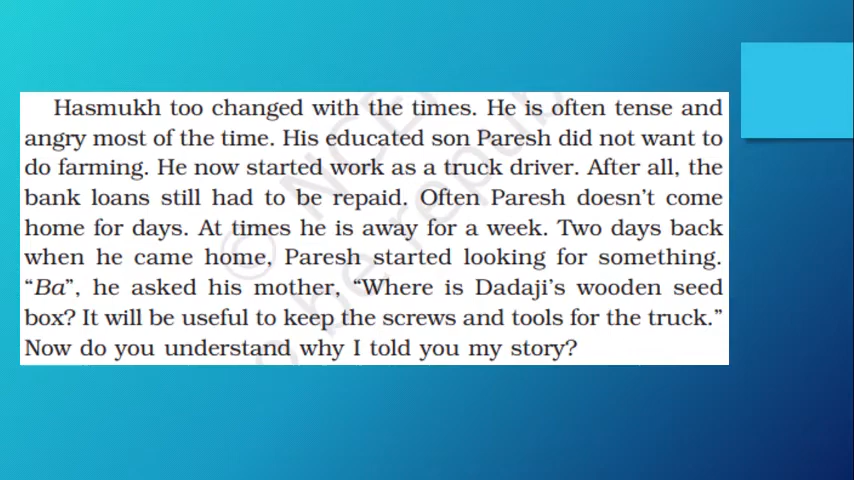 Hasmukh too changed with the times. He is often tense and
angry most of the time. His educated son Paresh did not want to
do farming. He now started work as a truck driver. After all, the
bank loans still had to be repaid. Often Paresh doesn’t come
home for days. At times he is away for a week. Two days back
when he came home, Paresh started looking for something.
“Ba”, he asked his mother, “Where is Dadaji’s wooden seed
box? It will be useful to keep the screws and tools for the truck.”
Now do you understand why I told you my story?